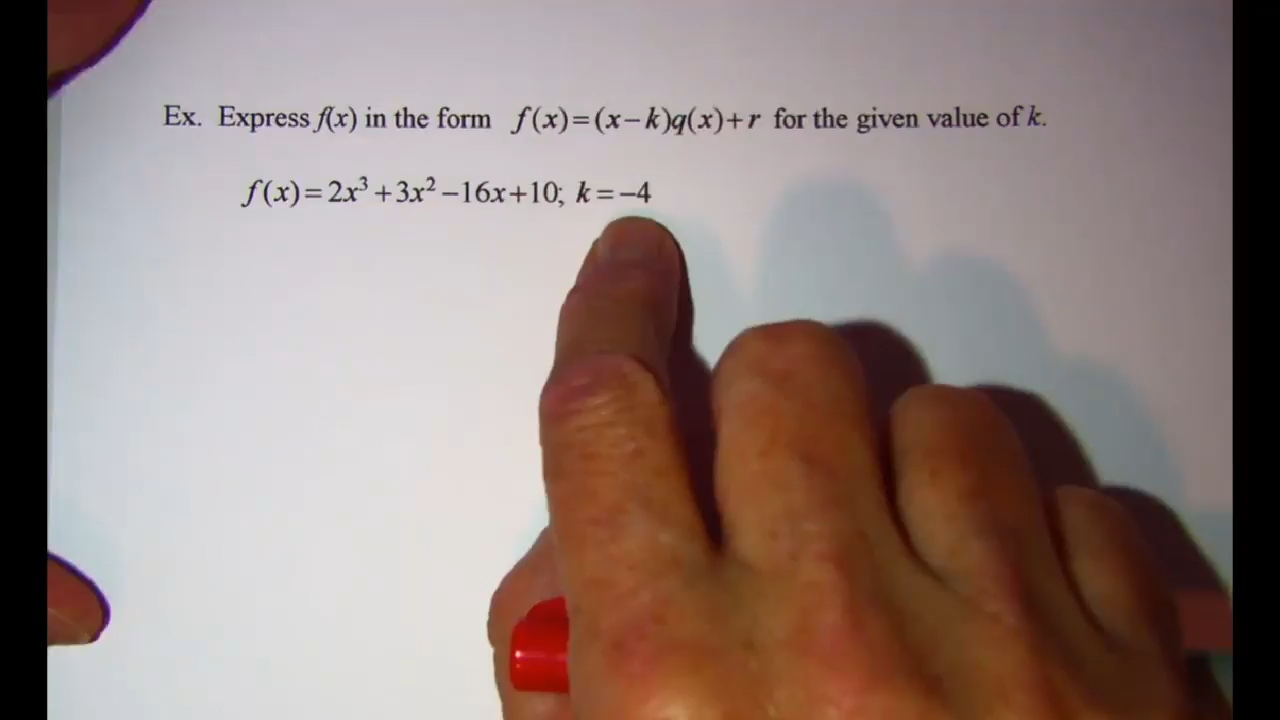 Ex. Express f(x) in the form f(x)=(x−k)q(x)+r for the given value of k.
f(x)=2x³+3x²−16x+10; k=−4